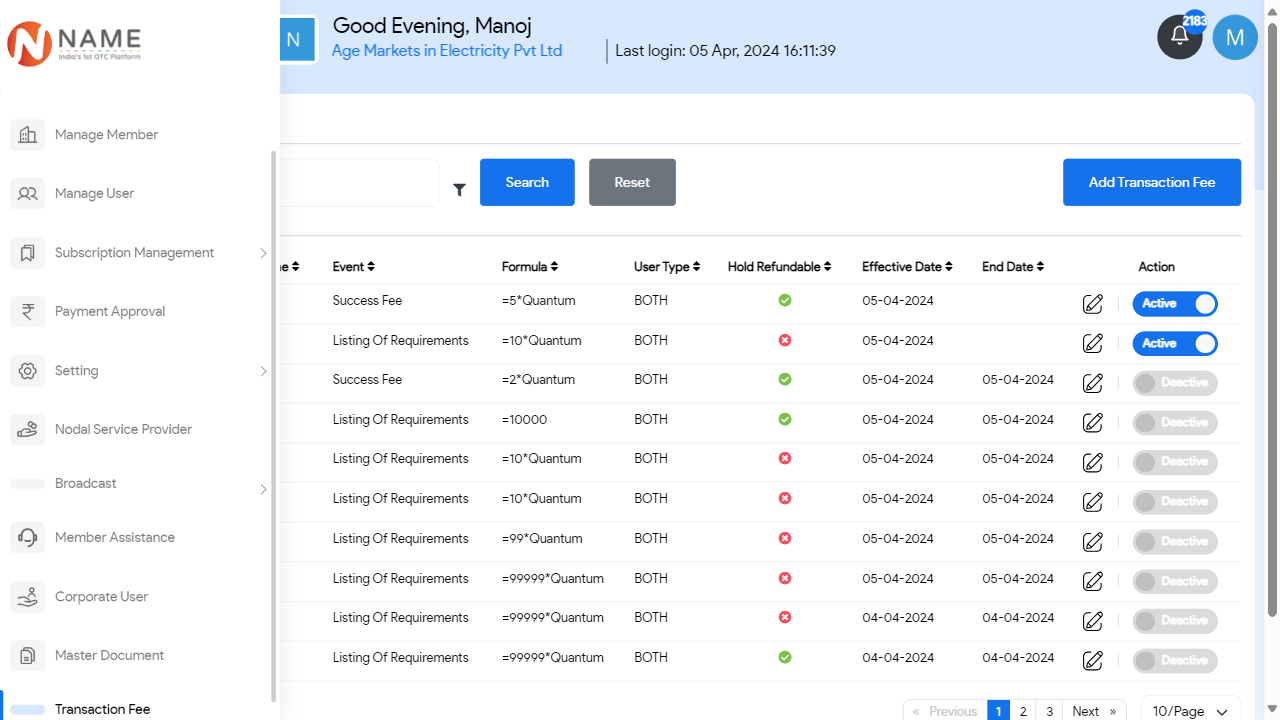 NAME
India's 1st OTC Platform
N
Good Evening, Manoj
Age Markets in Electricity Pvt Ltd
Last login: 05 Apr, 2024 16:11:39
2183
M
Manage Member
Manage User
Subscription Management
Payment Approval
Setting
Nodal Service Provider
Broadcast
Member Assistance
Corporate User
Master Document
Transaction Fee
Search
Reset
Add Transaction Fee
Event Formula User Type Hold Refundable Effective Date End Date Action
Success Fee =5*Quantum BOTH 05-04-2024 Active
Listing Of Requirements =10*Quantum BOTH 05-04-2024 Active
Success Fee =2*Quantum BOTH 05-04-2024 05-04-2024 Deactive
Listing Of Requirements =10000 BOTH 05-04-2024 05-04-2024 Deactive
Listing Of Requirements =10*Quantum BOTH 05-04-2024 05-04-2024 Deactive
Listing Of Requirements =10*Quantum BOTH 05-04-2024 05-04-2024 Deactive
Listing Of Requirements =99*Quantum BOTH 05-04-2024 05-04-2024 Deactive
Listing Of Requirements =99999*Quantum BOTH 05-04-2024 05-04-2024 Deactive
Listing Of Requirements =99999*Quantum BOTH 04-04-2024 04-04-2024 Deactive
Listing Of Requirements =99999*Quantum BOTH 04-04-2024 04-04-2024 Deactive
« Previous 1 2 3 Next » 10/Page